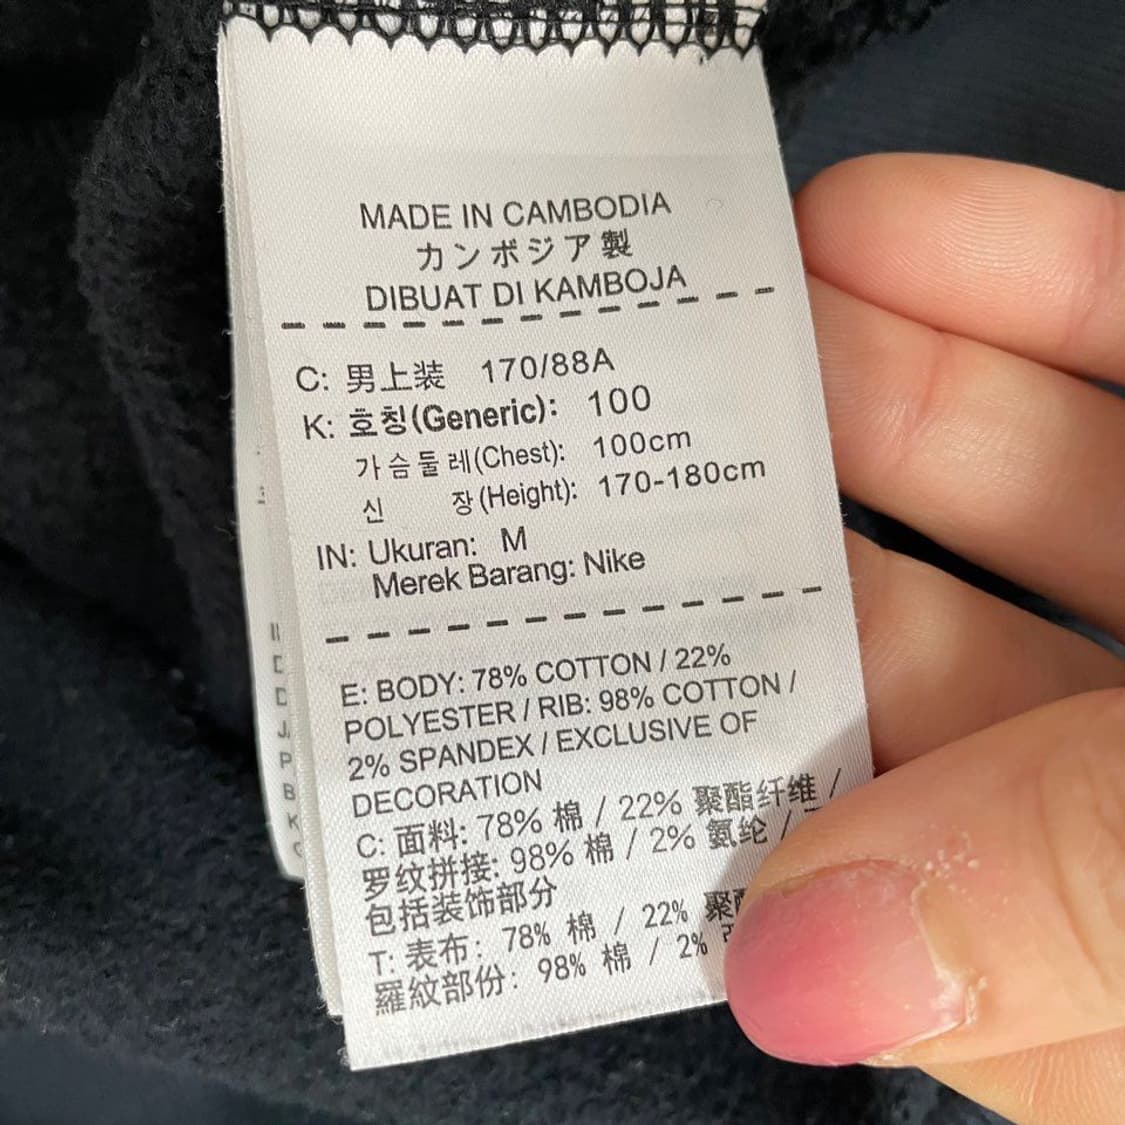 MADE IN CAMBODIA
カンボジア製
DIBUAT DI KAMBOJA
C: 男上装 170/88A
K: 호칭(Generic): 100
가슴둘레(Chest): 100cm
신 장(Height): 170-180cm
IN: Ukuran: M
Merek Barang: Nike
E: BODY: 78% COTTON / 22%
POLYESTER / RIB: 98% COTTON /
2% SPANDEX / EXCLUSIVE OF
DECORATION
C: 面料: 78% 棉 / 22% 聚酯纤维 /
罗纹拼接: 98% 棉 / 2% 氨纶 /
包括装饰部分
T: 表布: 78% 棉 / 22% 聚
羅紋部份: 98% 棉 / 2%